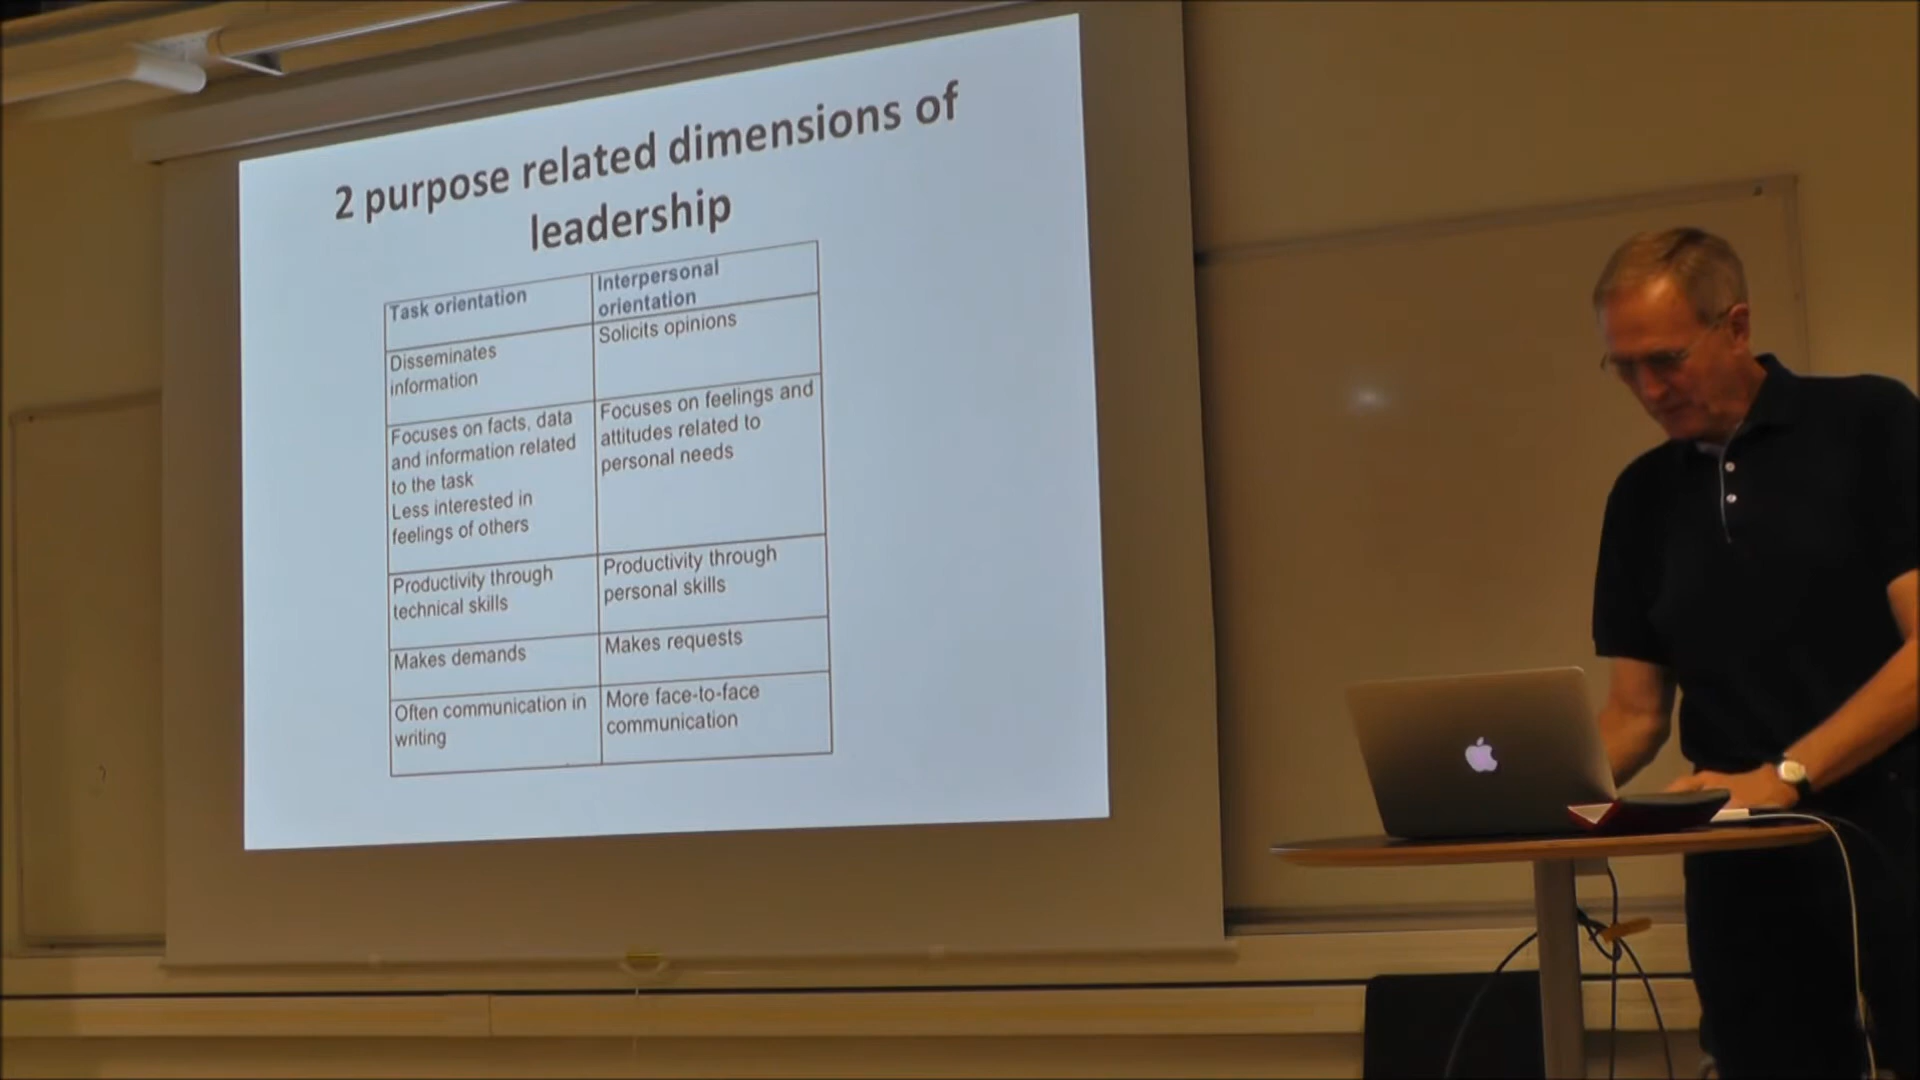 2 purpose related dimensions of
leadership
Task orientation
Interpersonal
orientation
Disseminates
information
Solicits opinions
Focuses on facts, data
and information related
to the task
Less interested in
feelings of others
Focuses on feelings and
attitudes related to
personal needs
Productivity through
technical skills
Productivity through
personal skills
Makes demands
Makes requests
Often communication in
writing
More face-to-face
communication